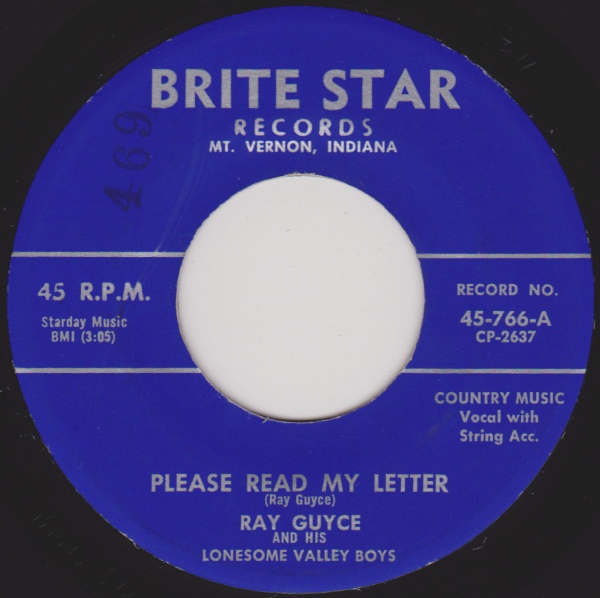 BRITE STAR
RECORDS
MT. VERNON, INDIANA
469
45 R.P.M.
Starday Music
BMI (3:05)
RECORD NO.
45-766-A
CP-2637
COUNTRY MUSIC
Vocal with
String Acc.
PLEASE READ MY LETTER
(Ray Guyce)
RAY GUYCE
AND HIS
LONESOME VALLEY BOYS